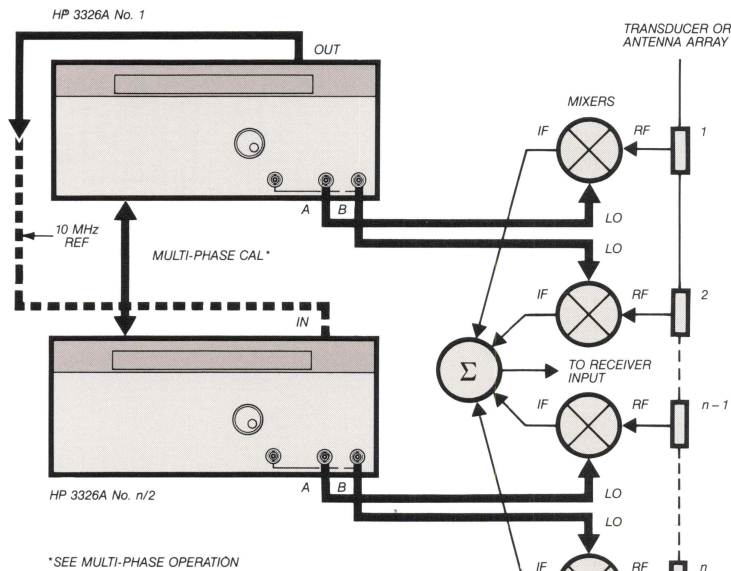 HP 3326A No. 1
OUT
TRANSDUCER OR
ANTENNA ARRAY
MIXERS
IF
RF
1
A
B
LO
10 MHz
REF
MULTI-PHASE CAL*
LO
IF
RF
2
IN
Σ
TO RECEIVER
INPUT
IF
RF
n – 1
A
B
LO
HP 3326A No. n/2
LO
*SEE MULTI-PHASE OPERATION
IF
RF
n